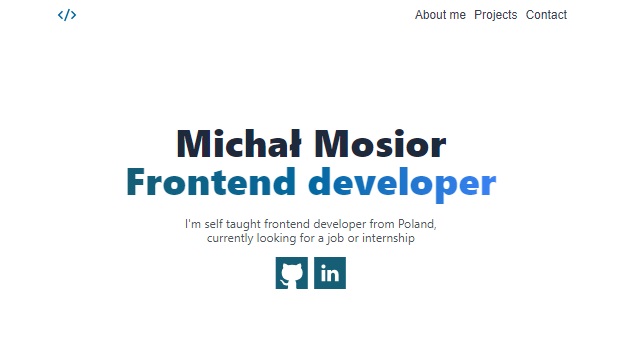 </>
About me Projects Contact
Michał Mosior
Frontend developer
I'm self taught frontend developer from Poland,
currently looking for a job or internship
in